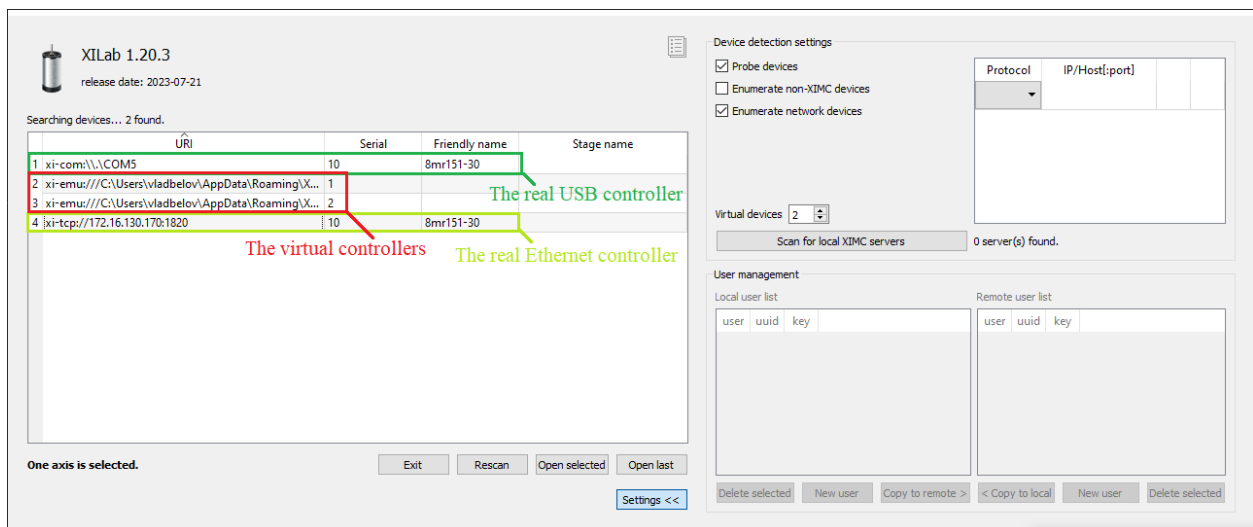 XILab 1.20.3
release date: 2023-07-21
Searching devices... 2 found.
URI Serial Friendly name Stage name
1 xi-com:\\.\COM5 10 8mr151-30
2 xi-emu:///C:\Users\vladbelov\AppData\Roaming\X... 1
3 xi-emu:///C:\Users\vladbelov\AppData\Roaming\X... 2
4 xi-tcp://172.16.130.170:1820 10 8mr151-30
The real USB controller
The virtual controllers
The real Ethernet controller
One axis is selected.
Exit Rescan Open selected Open last
Settings <<
Device detection settings
Probe devices
Enumerate non-XIMC devices
Enumerate network devices
Protocol IP/Host[:port]
Virtual devices 2
Scan for local XIMC servers 0 server(s) found.
User management
Local user list Remote user list
user uuid key user uuid key
Delete selected New user Copy to remote > < Copy to local New user Delete selected